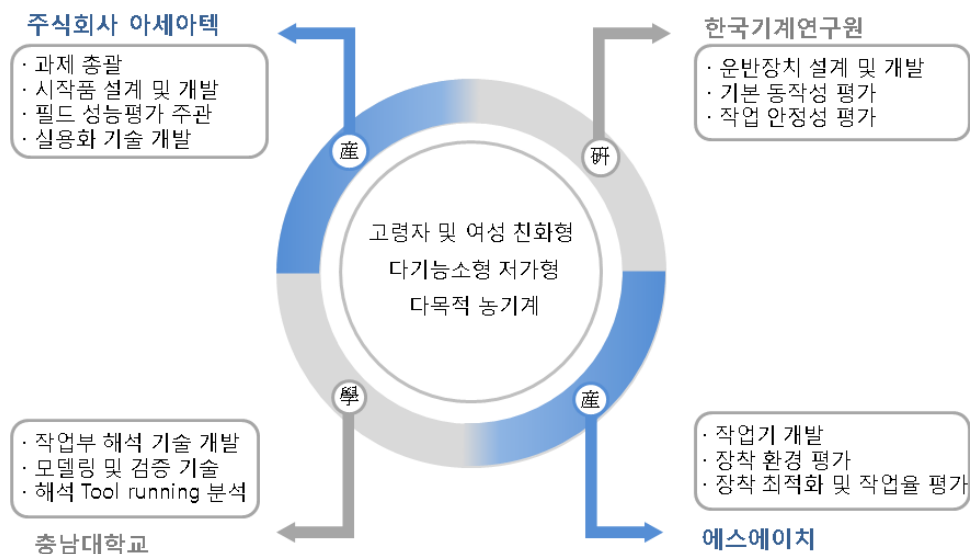 주식회사 아세아텍
· 과제 총괄
· 시작품 설계 및 개발
· 필드 성능평가 주관
· 실용화 기술 개발
産
한국기계연구원
· 운반장치 설계 및 개발
· 기본 동작성 평가
· 작업 안정성 평가
硏
고령자 및 여성 친화형
다기능소형 저가형
다목적 농기계
學
· 작업부 해석 기술 개발
· 모델링 및 검증 기술
· 해석 Tool running 분석
충남대학교
産
· 작업기 개발
· 장착 환경 평가
· 장착 최적화 및 작업율 평가
에스에이치